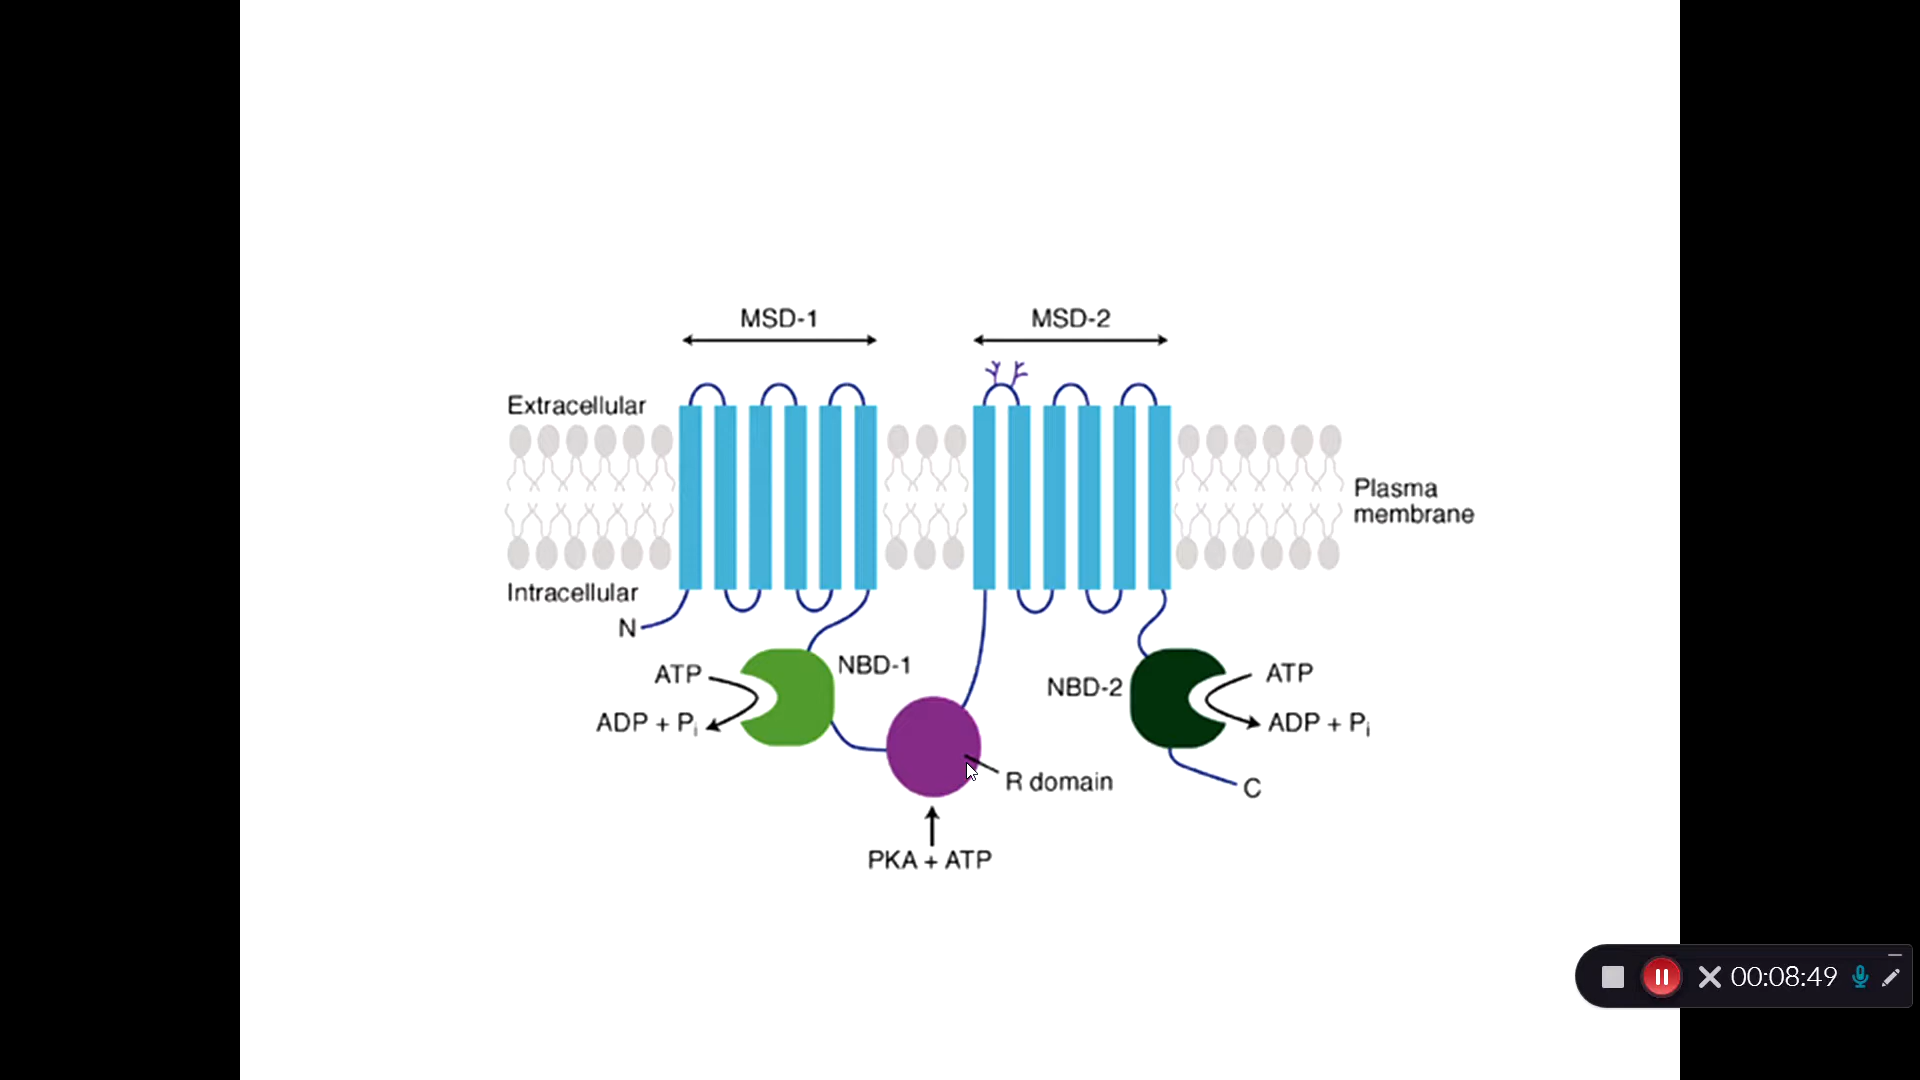 MSD-1
MSD-2
Extracellular
Plasma
membrane
Intracellular
N
ATP
NBD-1
ADP + Pi
NBD-2
ATP
ADP + Pi
R domain
C
PKA + ATP
00:08:49